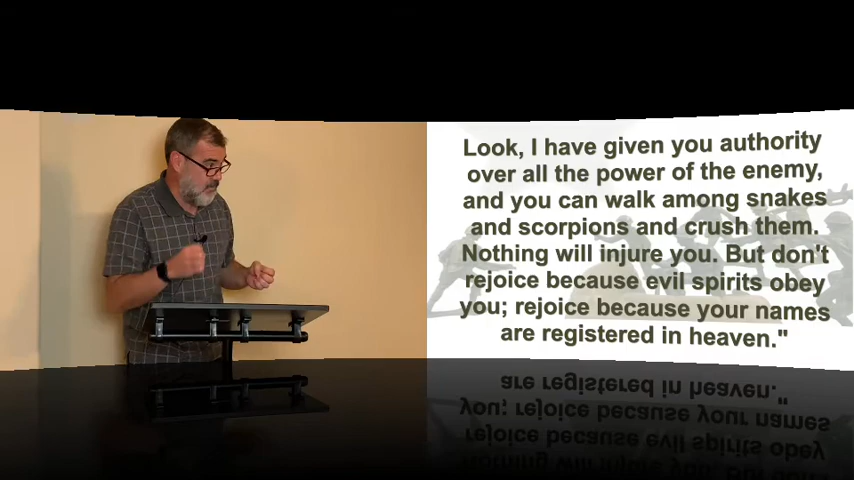 Look, I have given you authority
over all the power of the enemy,
and you can walk among snakes
and scorpions and crush them.
Nothing will injure you. But don't
rejoice because evil spirits obey
you; rejoice because your names
are registered in heaven."